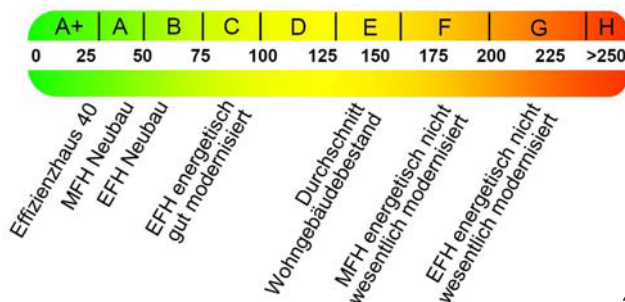 A+ A B C D E F G H
0 25 50 75 100 125 150 175 200 225 >250
Effizienzhaus 40
MFH Neubau
EFH Neubau
EFH energetisch
gut modernisiert
Durchschnitt
Wohngebäudebestand
MFH energetisch nicht
wesentlich modernisiert
EFH energetisch nicht
wesentlich modernisiert